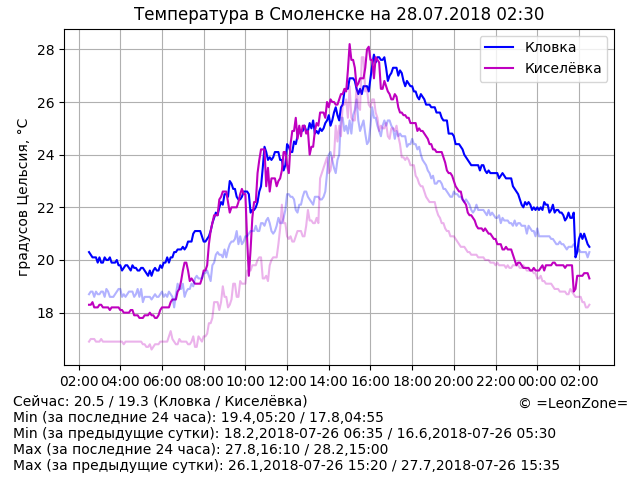 Температура в Смоленске на 28.07.2018 02:30
Кловка
Киселёвка
градусов Цельсия, °C
28
26
24
22
20
18
02:00 04:00 06:00 08:00 10:00 12:00 14:00 16:00 18:00 20:00 22:00 00:00 02:00
Сейчас: 20.5 / 19.3 (Кловка / Киселёвка)
© =LeonZone=
Min (за последние 24 часа): 19.4,05:20 / 17.8,04:55
Min (за предыдущие сутки): 18.2,2018-07-26 06:35 / 16.6,2018-07-26 05:30
Max (за последние 24 часа): 27.8,16:10 / 28.2,15:00
Max (за предыдущие сутки): 26.1,2018-07-26 15:20 / 27.7,2018-07-26 15:35